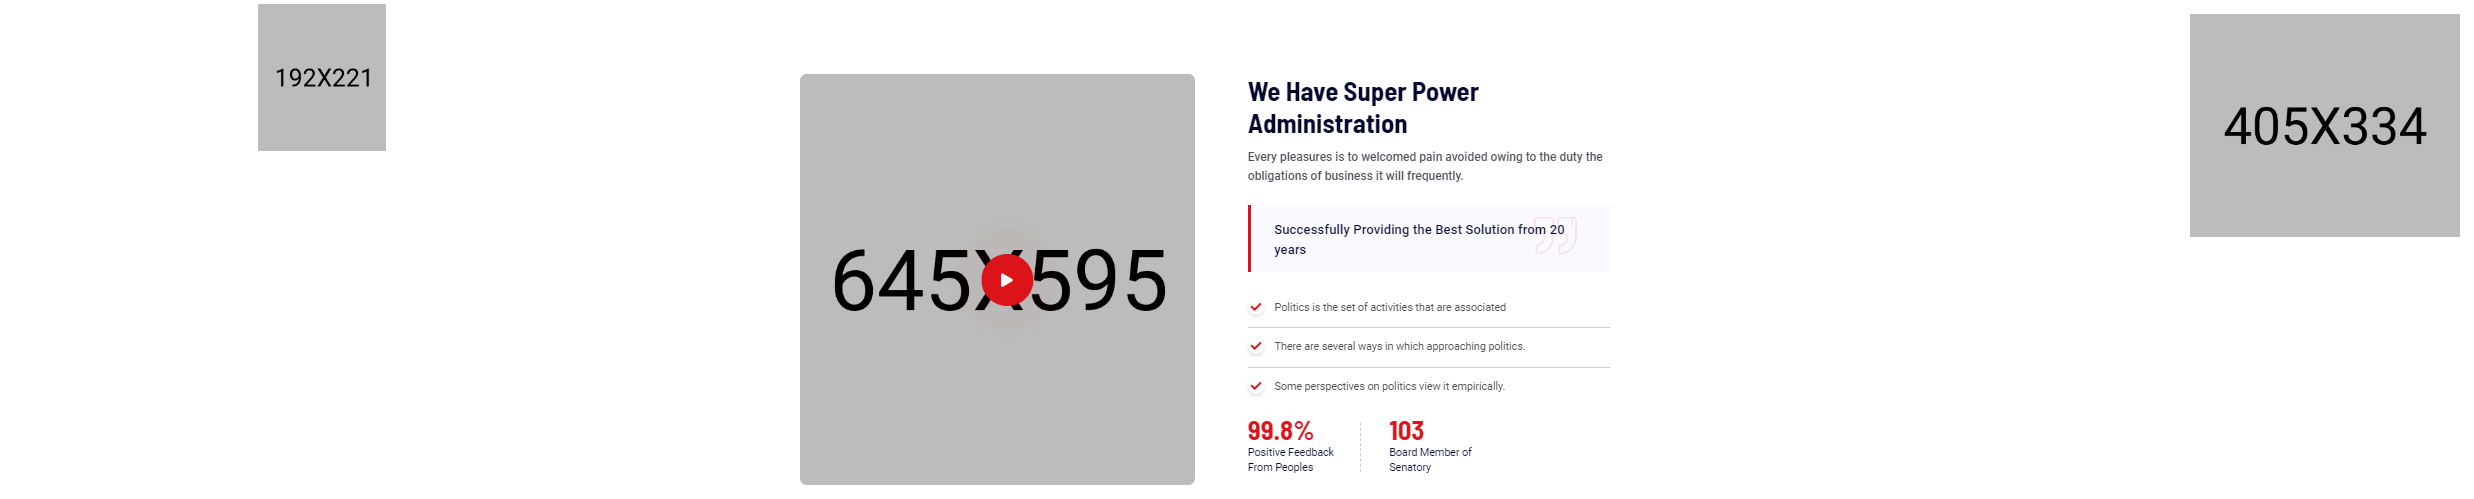 192X221
645X595
We Have Super Power
Administration
Every pleasures is to welcomed pain avoided owing to the duty the
obligations of business it will frequently.
Successfully Providing the Best Solution from 20
years
Politics is the set of activities that are associated
There are several ways in which approaching politics.
Some perspectives on politics view it empirically.
99.8%
Positive Feedback
From Peoples
103
Board Member of
Senatory
405X334